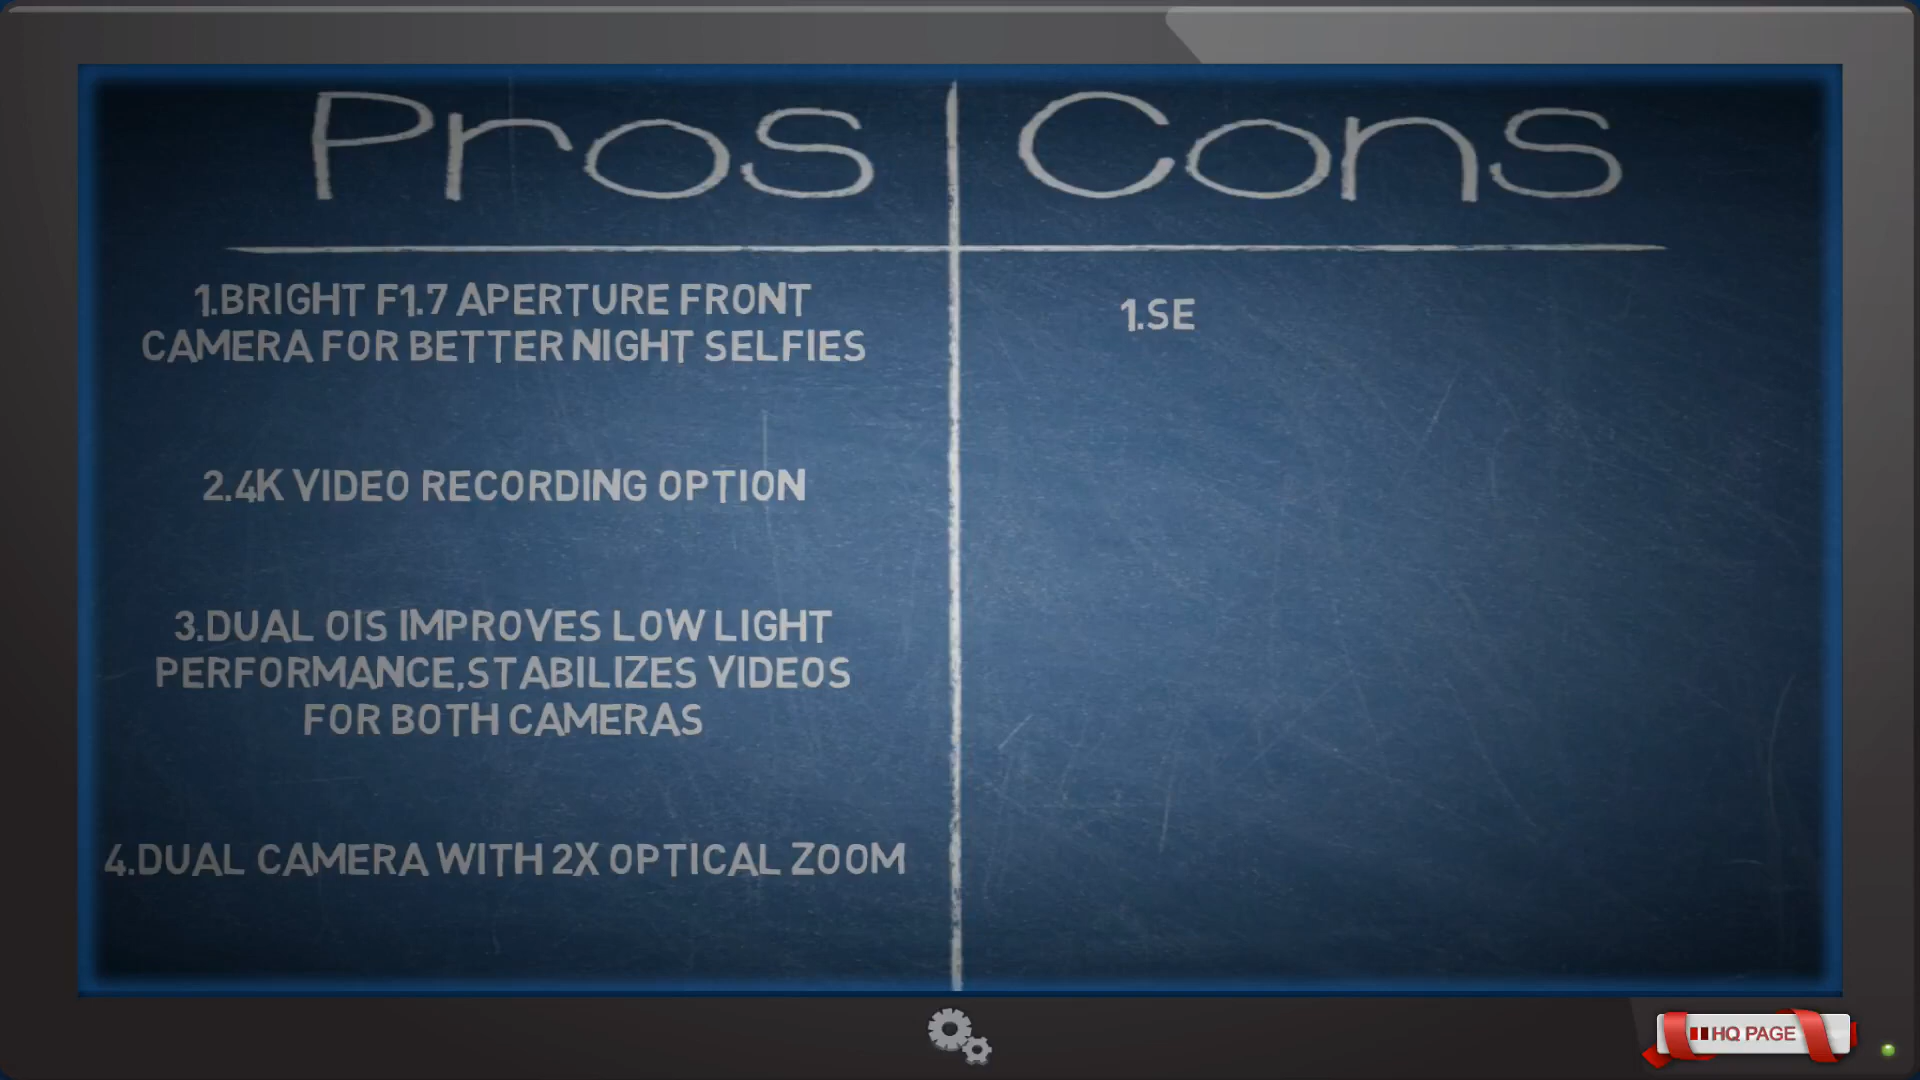 Pros
Cons
1.BRIGHT F1.7 APERTURE FRONT
CAMERA FOR BETTER NIGHT SELFIES
2.4K VIDEO RECORDING OPTION
3.DUAL OIS IMPROVES LOW LIGHT
PERFORMANCE,STABILIZES VIDEOS
FOR BOTH CAMERAS
4.DUAL CAMERA WITH 2X OPTICAL ZOOM
1.SE
HQ PAGE